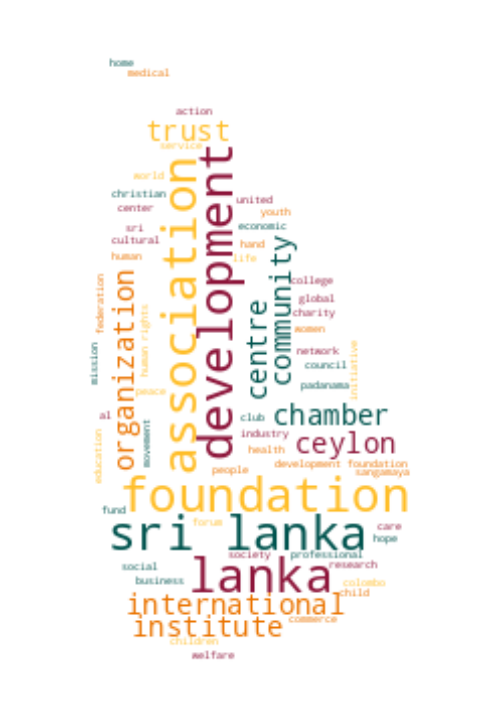 home
medical
action
trust
service
association
development
world
christian
center
united
youth
sri
cultural
economic
human
hand
life
community
organization
federation
human rights
centre
college
global
charity
women
mission
network
council
initiative
peace
padanama
al
movement
club
chamber
education
industry
ceylon
health
people
development foundation
sangamaya
foundation
fund
forum
sri lanka
care
hope
society
professional
lanka
research
social
business
colombo
child
international
institute
commerce
children
welfare